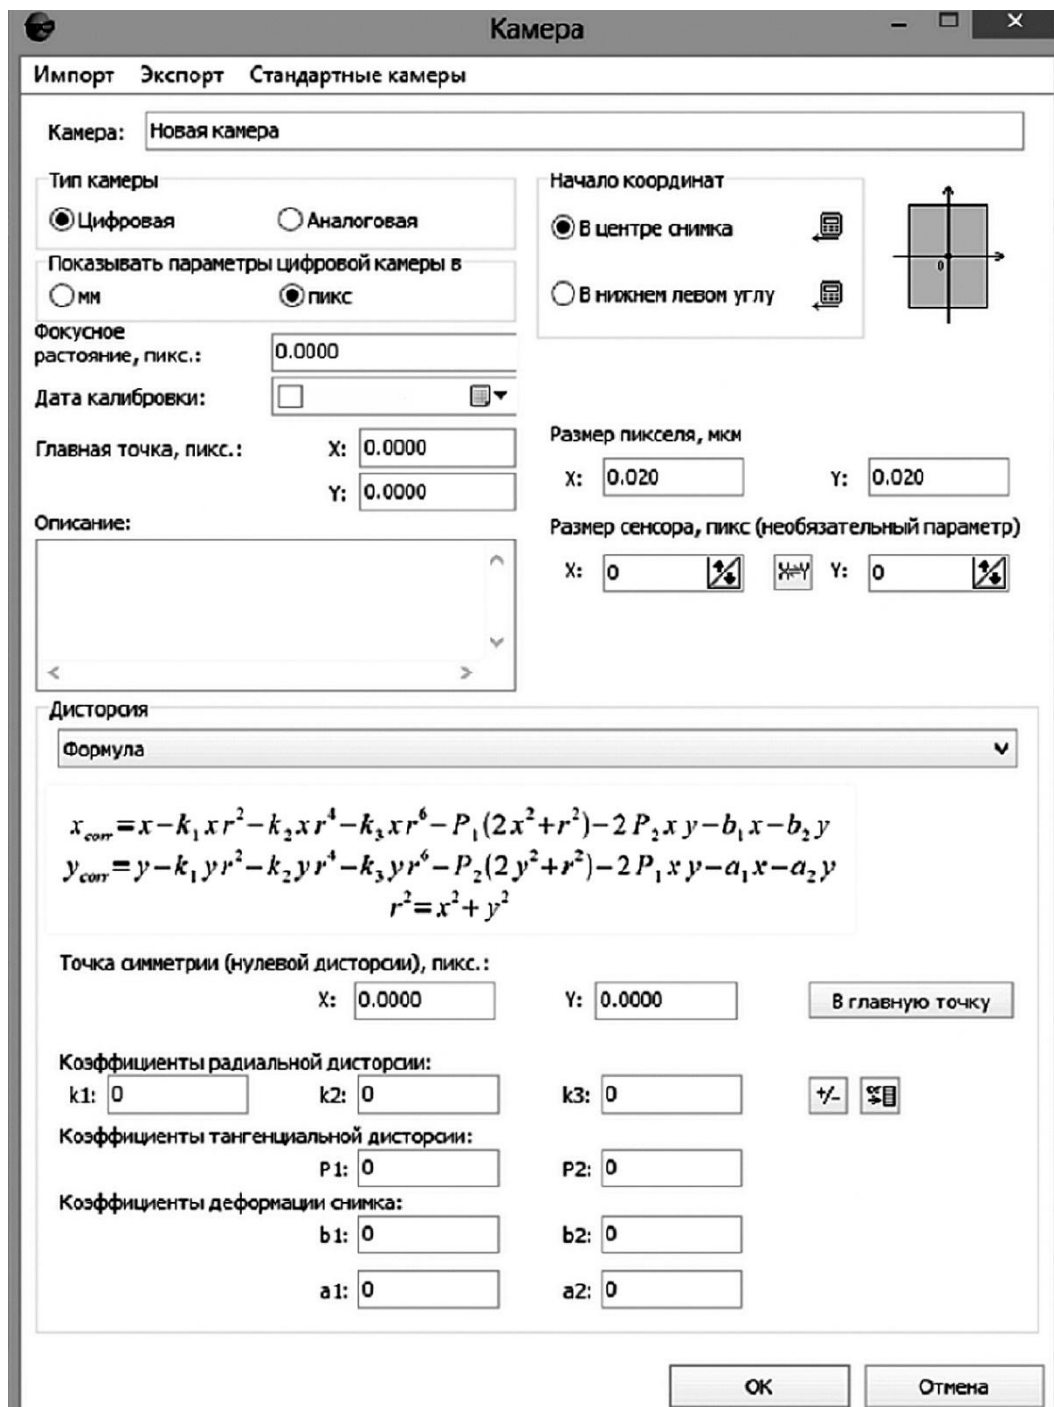 Камера
Импорт Экспорт Стандартные камеры
Камера: Новая камера
Тип камеры
Цифровая Аналоговая
Показывать параметры цифровой камеры в
мм пикс
Начало координат
В центре снимка
В нижнем левом углу
0
Фокусное
растояние, пикс.: 0.0000
Дата калибровки:
Главная точка, пикс.: X: 0.0000
Y: 0.0000
Размер пикселя, мкм
X: 0.020 Y: 0.020
Описание:
Размер сенсора, пикс (необязательный параметр)
X: 0 X⇌Y Y: 0
Дисторсия
Формула
x_corr = x − k₁xr² − k₂xr⁴ − k₃xr⁶ − P₁(2x²+r²) − 2P₂xy − b₁x − b₂y
y_corr = y − k₁yr² − k₂yr⁴ − k₃yr⁶ − P₂(2y²+r²) − 2P₁xy − a₁x − a₂y
r² = x² + y²
Точка симметрии (нулевой дисторсии), пикс.:
X: 0.0000 Y: 0.0000 В главную точку
Коэффициенты радиальной дисторсии:
k1: 0 k2: 0 k3: 0 +/-
Коэффициенты тангенциальной дисторсии:
P1: 0 P2: 0
Коэффициенты деформации снимка:
b1: 0 b2: 0
a1: 0 a2: 0
OK Отмена